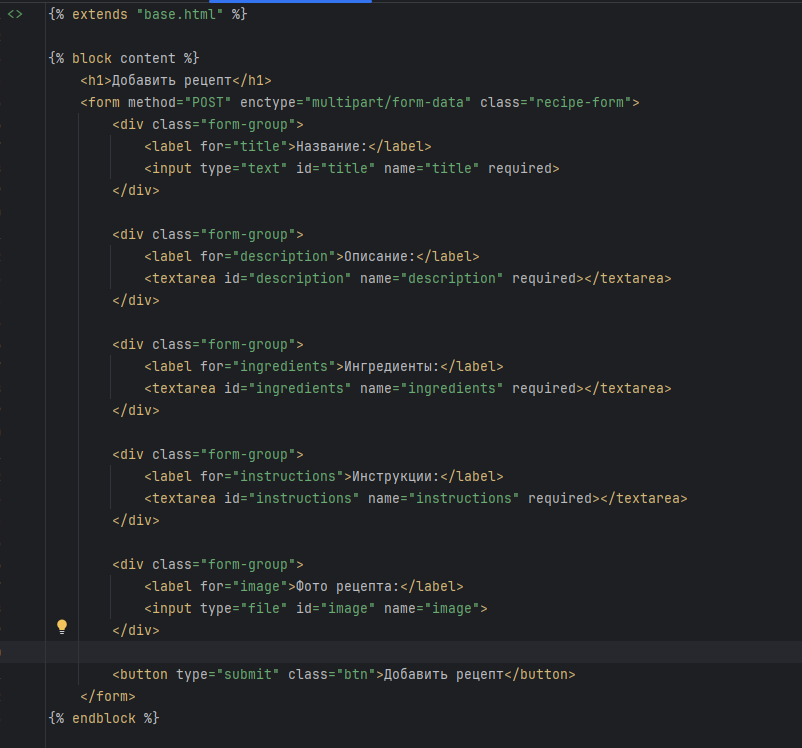 {% extends "base.html" %}
{% block content %}
<h1>Добавить рецепт</h1>
<form method="POST" enctype="multipart/form-data" class="recipe-form">
<div class="form-group">
<label for="title">Название:</label>
<input type="text" id="title" name="title" required>
</div>
<div class="form-group">
<label for="description">Описание:</label>
<textarea id="description" name="description" required></textarea>
</div>
<div class="form-group">
<label for="ingredients">Ингредиенты:</label>
<textarea id="ingredients" name="ingredients" required></textarea>
</div>
<div class="form-group">
<label for="instructions">Инструкции:</label>
<textarea id="instructions" name="instructions" required></textarea>
</div>
<div class="form-group">
<label for="image">Фото рецепта:</label>
<input type="file" id="image" name="image">
</div>
<button type="submit" class="btn">Добавить рецепт</button>
</form>
{% endblock %}